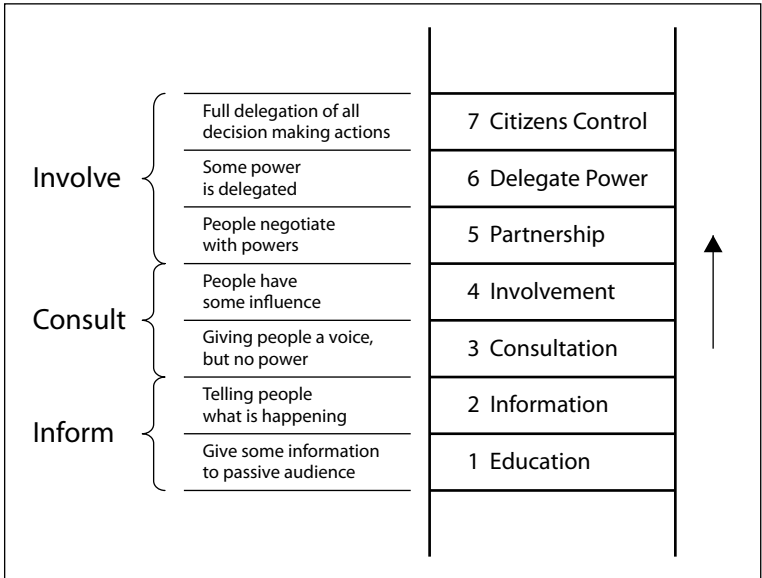 Full delegation of all
decision making actions
7 Citizens Control
Involve
Some power
is delegated
6 Delegate Power
People negotiate
with powers
5 Partnership
People have
some influence
4 Involvement
Consult
Giving people a voice,
but no power
3 Consultation
Telling people
what is happening
2 Information
Inform
Give some information
to passive audience
1 Education